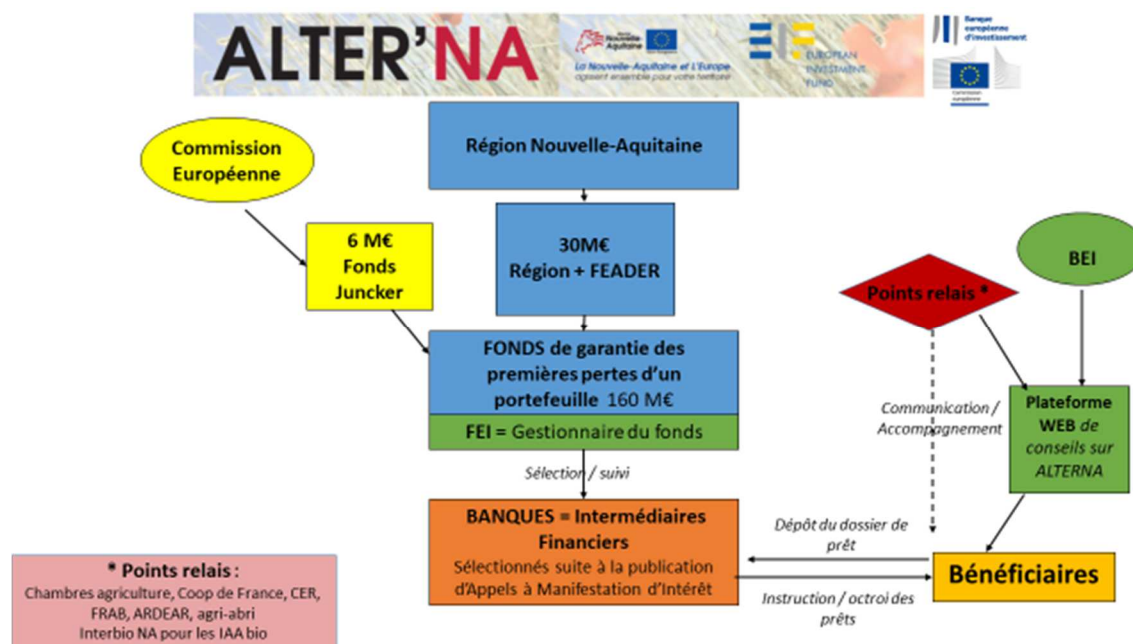 ALTER'NA
Nouvelle-Aquitaine
La Nouvelle-Aquitaine et L'Europe
agissent ensemble pour votre territoire
EIF
EUROPEAN
INVESTMENT
FUND
Banque
européenne
d'investissement
Commission
européenne
Commission
Européenne
Région Nouvelle-Aquitaine
6 M€
Fonds
Juncker
30M€
Région + FEADER
BEI
Points relais *
FONDS de garantie des
premières pertes d'un
portefeuille 160 M€
FEI = Gestionnaire du fonds
Communication /
Accompagnement
Plateforme
WEB de
conseils sur
ALTERNA
Sélection / suivi
BANQUES = Intermédiaires
Financiers
Sélectionnés suite à la publication
d'Appels à Manifestation d'Intérêt
Dépôt du dossier de
prêt
Bénéficiaires
Instruction / octroi des
prêts
* Points relais :
Chambres agriculture, Coop de France, CER,
FRAB, ARDEAR, agri-abri
Interbio NA pour les IAA bio